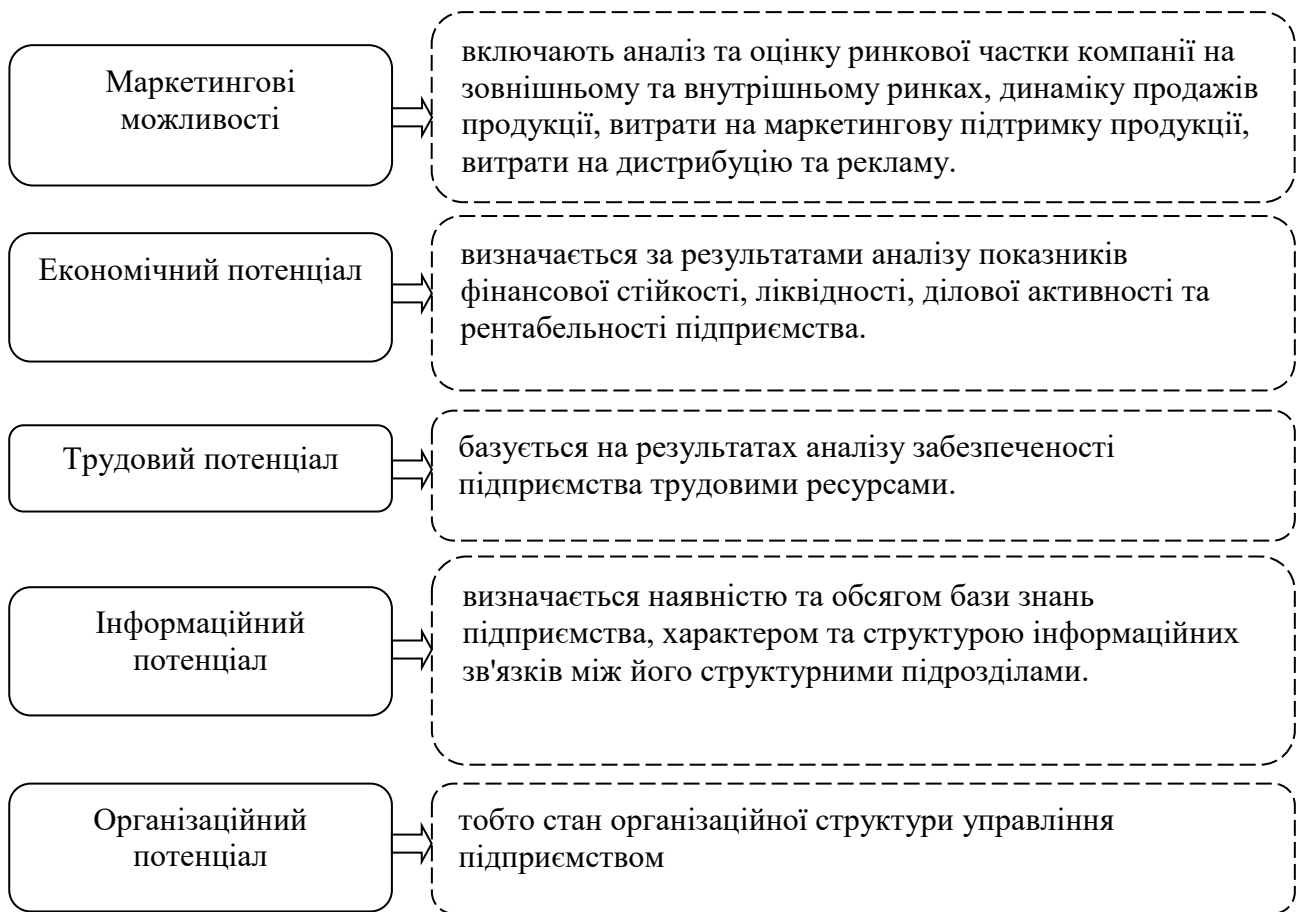 Маркетингові
можливості
включають аналіз та оцінку ринкової частки компанії на
зовнішньому та внутрішньому ринках, динаміку продажів
продукції, витрати на маркетингову підтримку продукції,
витрати на дистрибуцію та рекламу.
Економічний потенціал
визначається за результатами аналізу показників
фінансової стійкості, ліквідності, ділової активності та
рентабельності підприємства.
Трудовий потенціал
базується на результатах аналізу забезпеченості
підприємства трудовими ресурсами.
Інформаційний
потенціал
визначається наявністю та обсягом бази знань
підприємства, характером та структурою інформаційних
зв'язків між його структурними підрозділами.
Організаційний
потенціал
тобто стан організаційної структури управління
підприємством